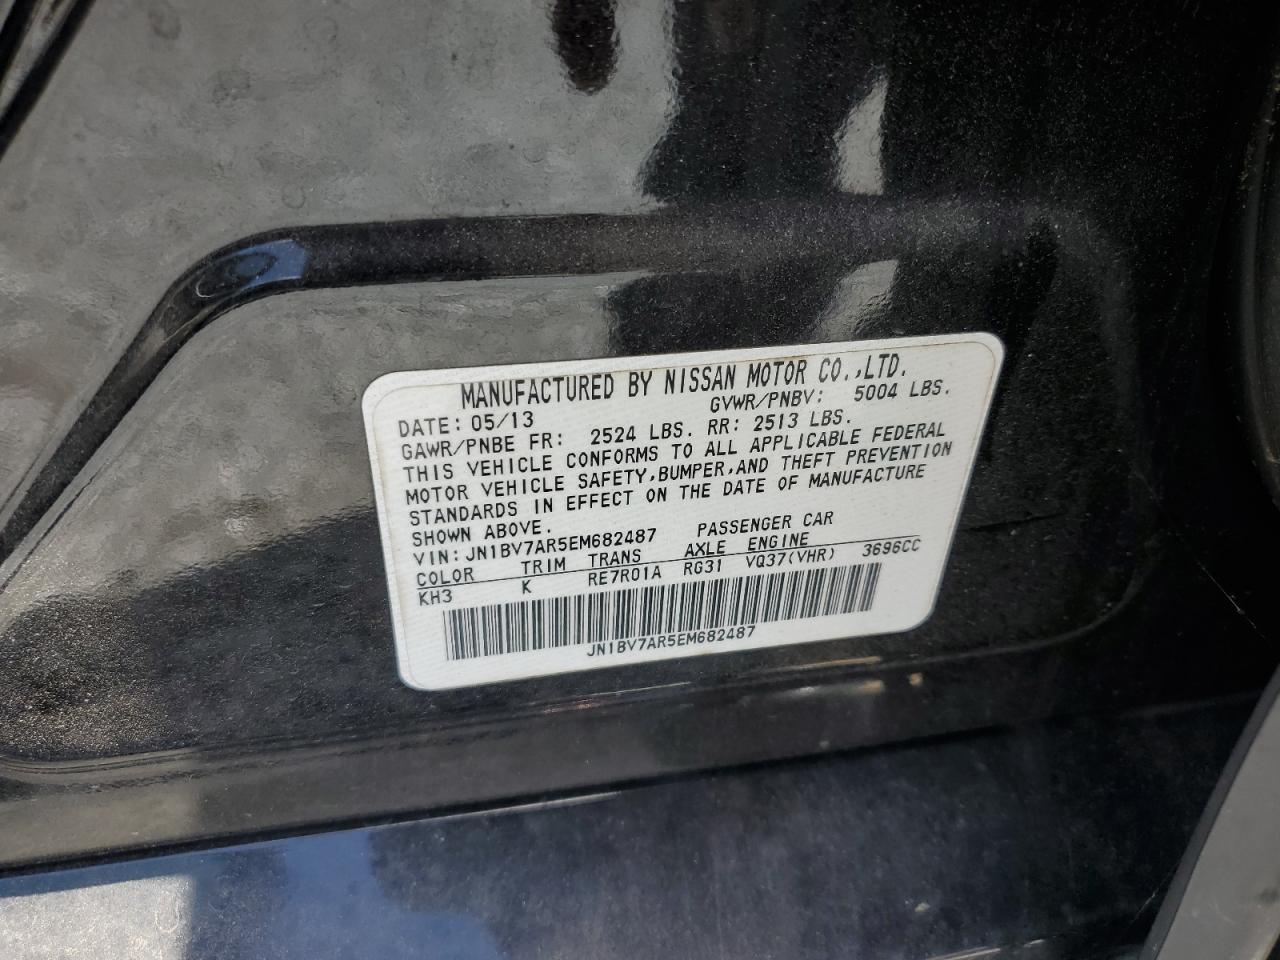 MANUFACTURED BY NISSAN MOTOR CO.,LTD.
DATE: 05/13 GVWR/PNBV: 5004 LBS.
GAWR/PNBE FR: 2524 LBS. RR: 2513 LBS.
THIS VEHICLE CONFORMS TO ALL APPLICABLE FEDERAL
MOTOR VEHICLE SAFETY,BUMPER,AND THEFT PREVENTION
STANDARDS IN EFFECT ON THE DATE OF MANUFACTURE
SHOWN ABOVE.
VIN: JN1BV7AR5EM682487 PASSENGER CAR
COLOR TRIM TRANS AXLE ENGINE
KH3 K RE7R01A RG31 VQ37(VHR) 3696CC
JN1BV7AR5EM682487